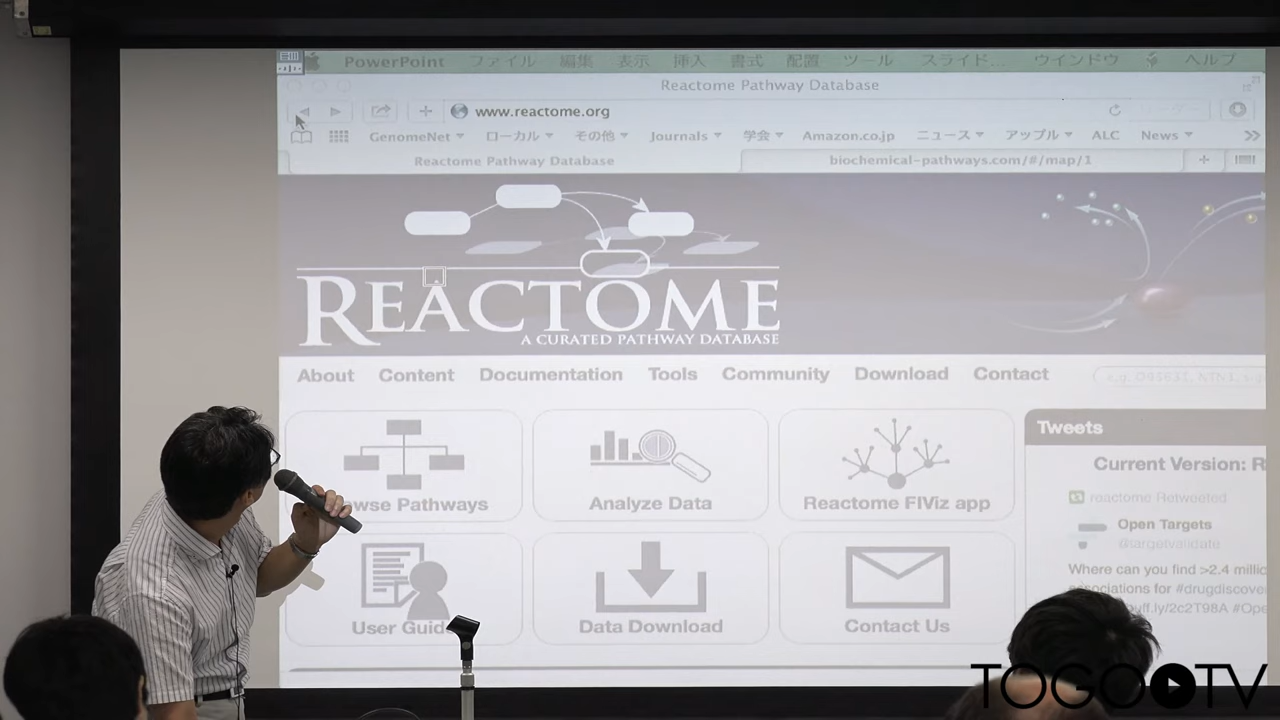 PowerPoint ファイル 編集 表示 挿入 書式 配置 ツール スライド... ウインドウ ヘルプ
Reactome Pathway Database
www.reactome.org
GenomeNet ローカル その他 Journals 学会 Amazon.co.jp ニュース アップル ALC News
Reactome Pathway Database biochemical-pathways.com/#/map/1
REACTOME
A CURATED PATHWAY DATABASE
About Content Documentation Tools Community Download Contact
Tweets
Current Version: R
reactome Retweeted
Open Targets
@targetvalidate
Where can you find >2.4 millic
#drugdiscove
wse Pathways Analyze Data Reactome FIViz app
User Guid Data Download Contact Us
TOGO TV